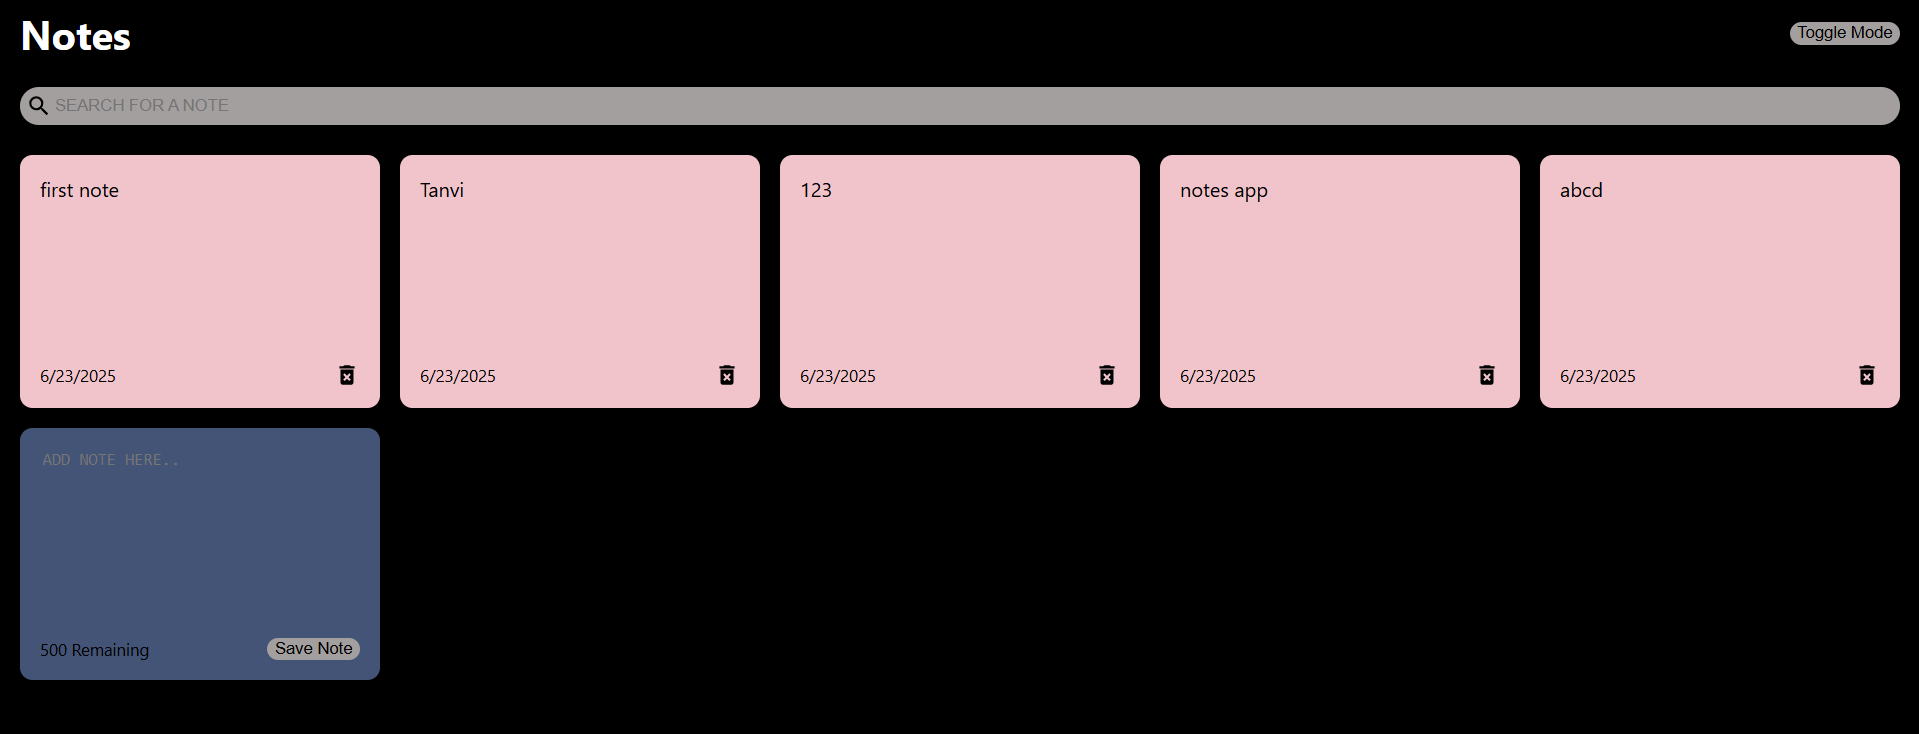 Notes
Toggle Mode
SEARCH FOR A NOTE
first note
Tanvi
123
notes app
abcd
6/23/2025
6/23/2025
6/23/2025
6/23/2025
6/23/2025
ADD NOTE HERE..
500 Remaining
Save Note